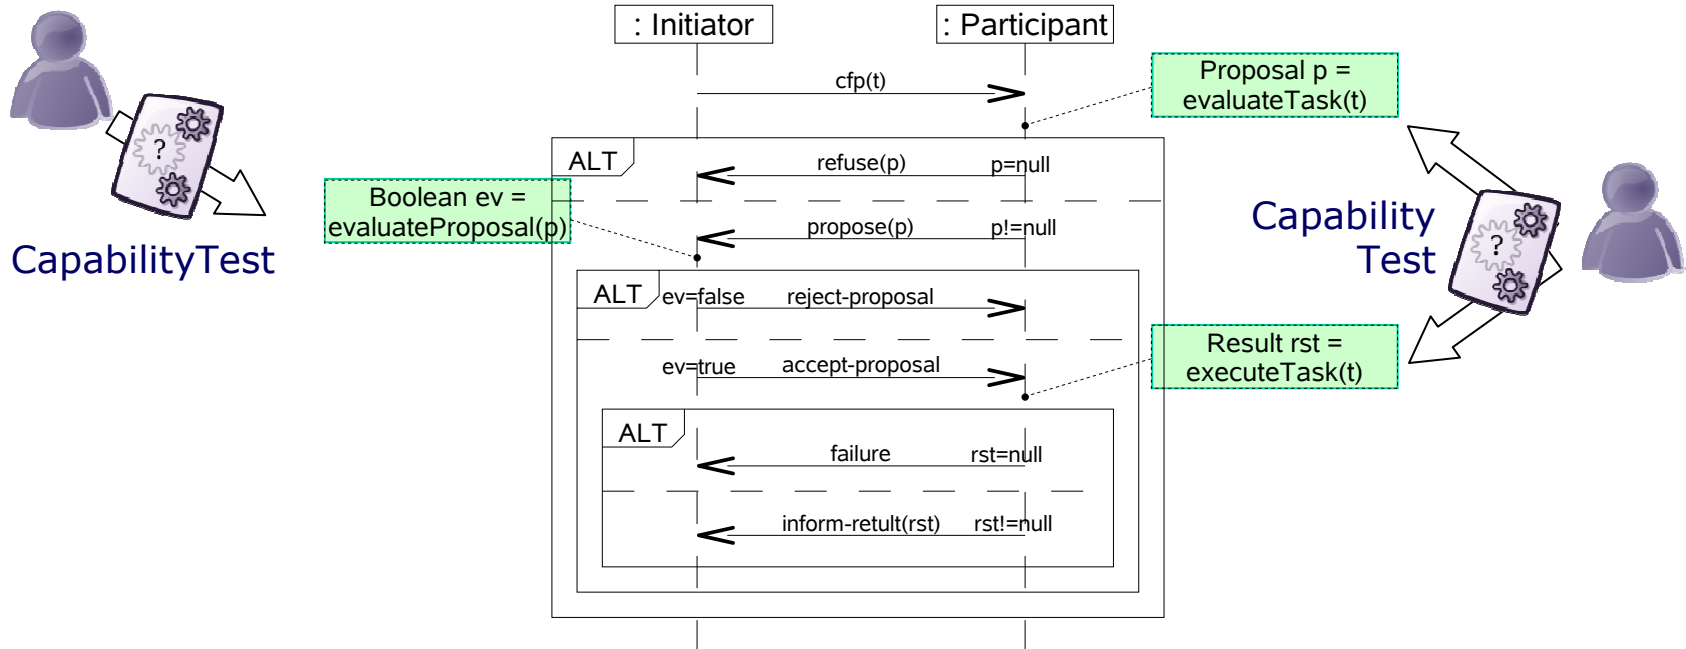 : Initiator
: Participant
cfp(t)
Proposal p =
evaluateTask(t)
ALT
refuse(p)
p=null
?
CapabilityTest
Boolean ev =
evaluateProposal(p)
propose(p)
p!=null
Capability
Test
?
ALT
ev=false
reject-proposal
ev=true
accept-proposal
Result rst =
executeTask(t)
ALT
failure
rst=null
inform-retult(rst)
rst!=null